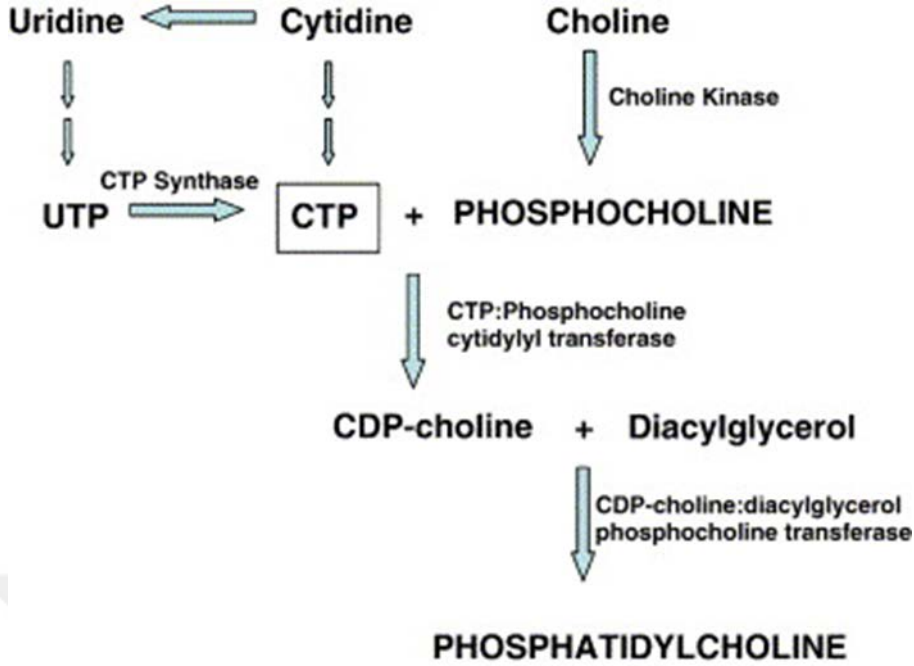 Uridine Cytidine Choline
Choline Kinase
CTP Synthase
UTP CTP + PHOSPHOCHOLINE
CTP:Phosphocholine
cytidylyl transferase
CDP-choline + Diacylglycerol
CDP-choline:diacylglycerol
phosphocholine transferase
PHOSPHATIDYLCHOLINE